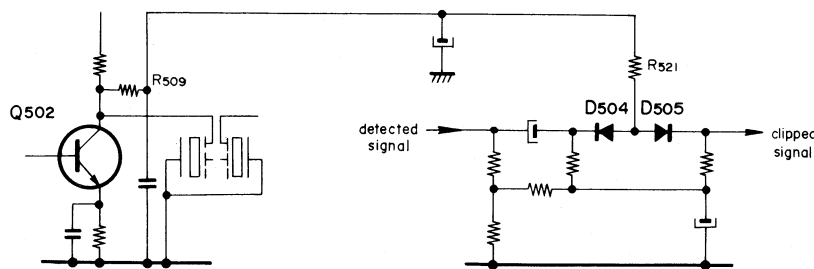 R509
R521
Q502
D504 D505
detected
signal
clipped
signal